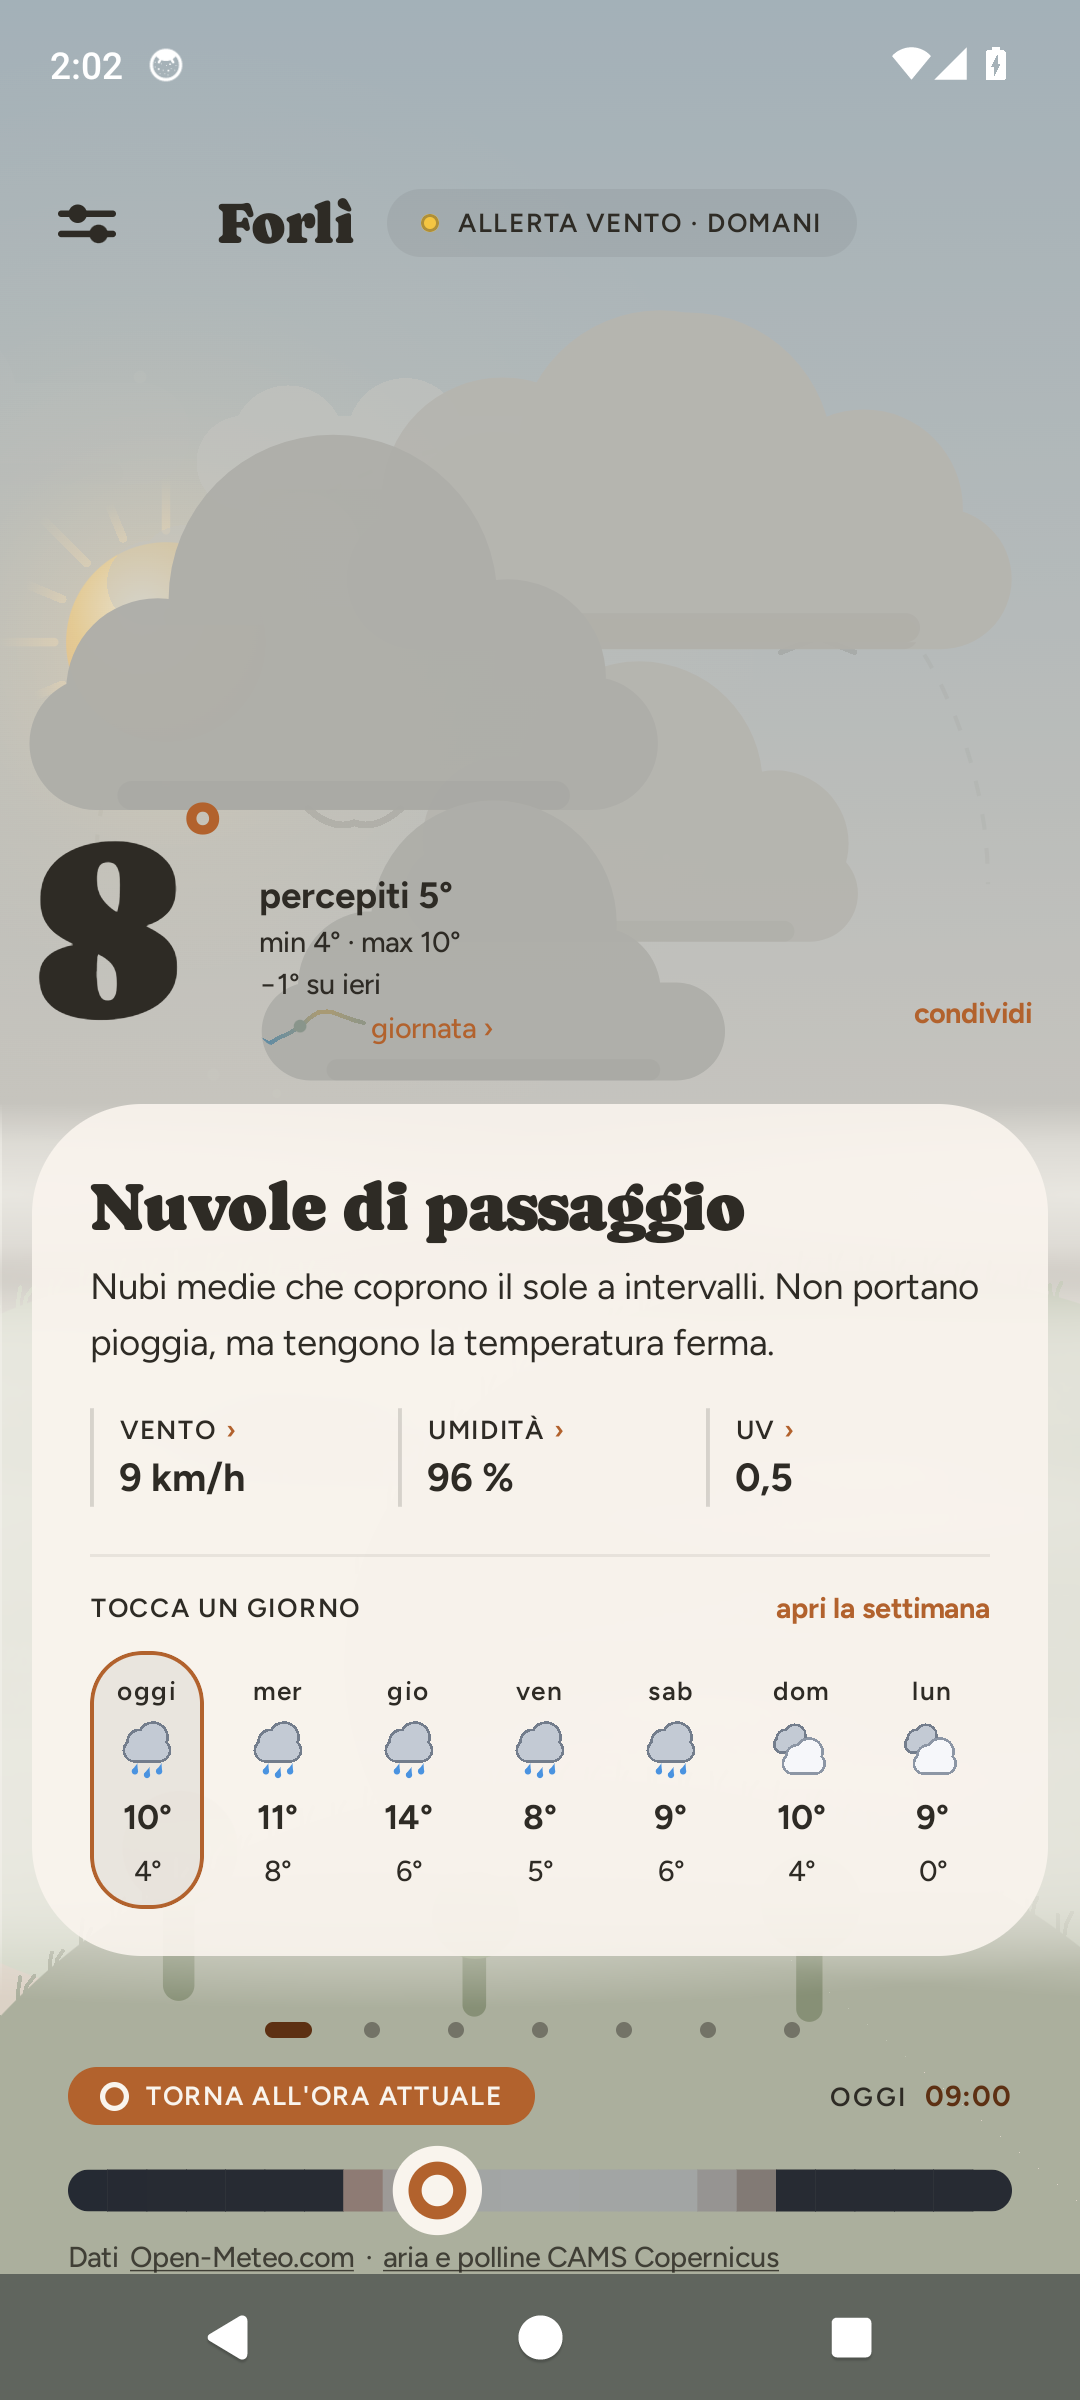 2:02
Forlì
ALLERTA VENTO · DOMANI
8°
percepiti 5°
min 4° · max 10°
−1° su ieri
giornata ›
condividi
Nuvole di passaggio
Nubi medie che coprono il sole a intervalli. Non portano
pioggia, ma tengono la temperatura ferma.
VENTO › UMIDITÀ › UV ›
9 km/h 96 % 0,5
TOCCA UN GIORNO apri la settimana
oggi mer gio ven sab dom lun
10° 11° 14° 8° 9° 10° 9°
4° 8° 6° 5° 6° 4° 0°
TORNA ALL'ORA ATTUALE OGGI 09:00
Dati Open-Meteo.com · aria e polline CAMS Copernicus